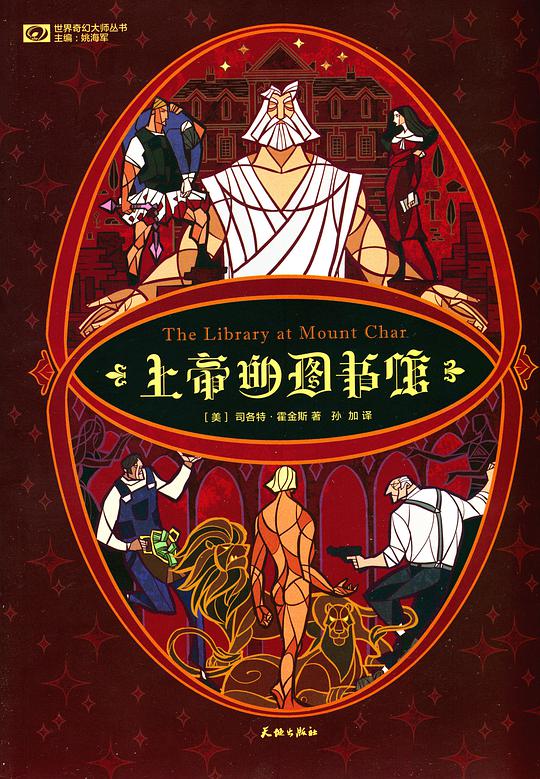 世界奇幻大师丛书
主编：姚海军
The Library at Mount Char
上帝的图书馆
［美］司各特·霍金斯 著 孙 加 译
天地出版社